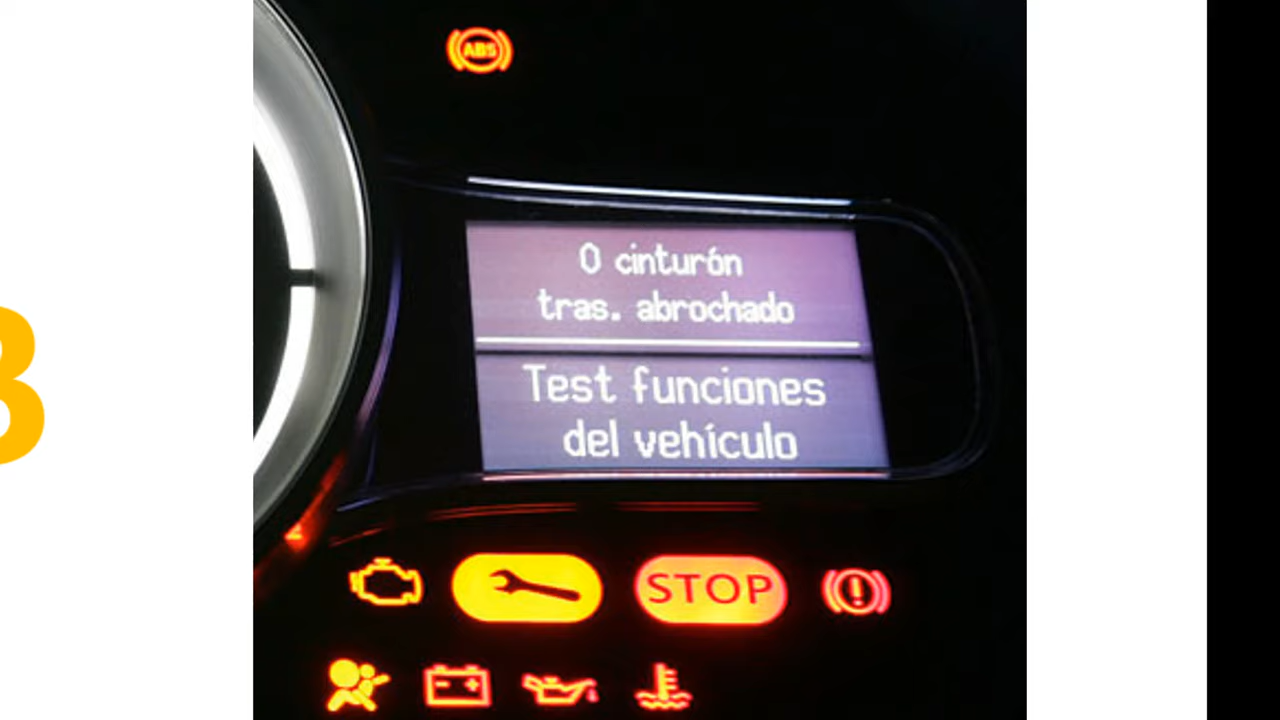 ABS
0 cinturón
tras. abrochado
Test funciones
del vehículo
STOP